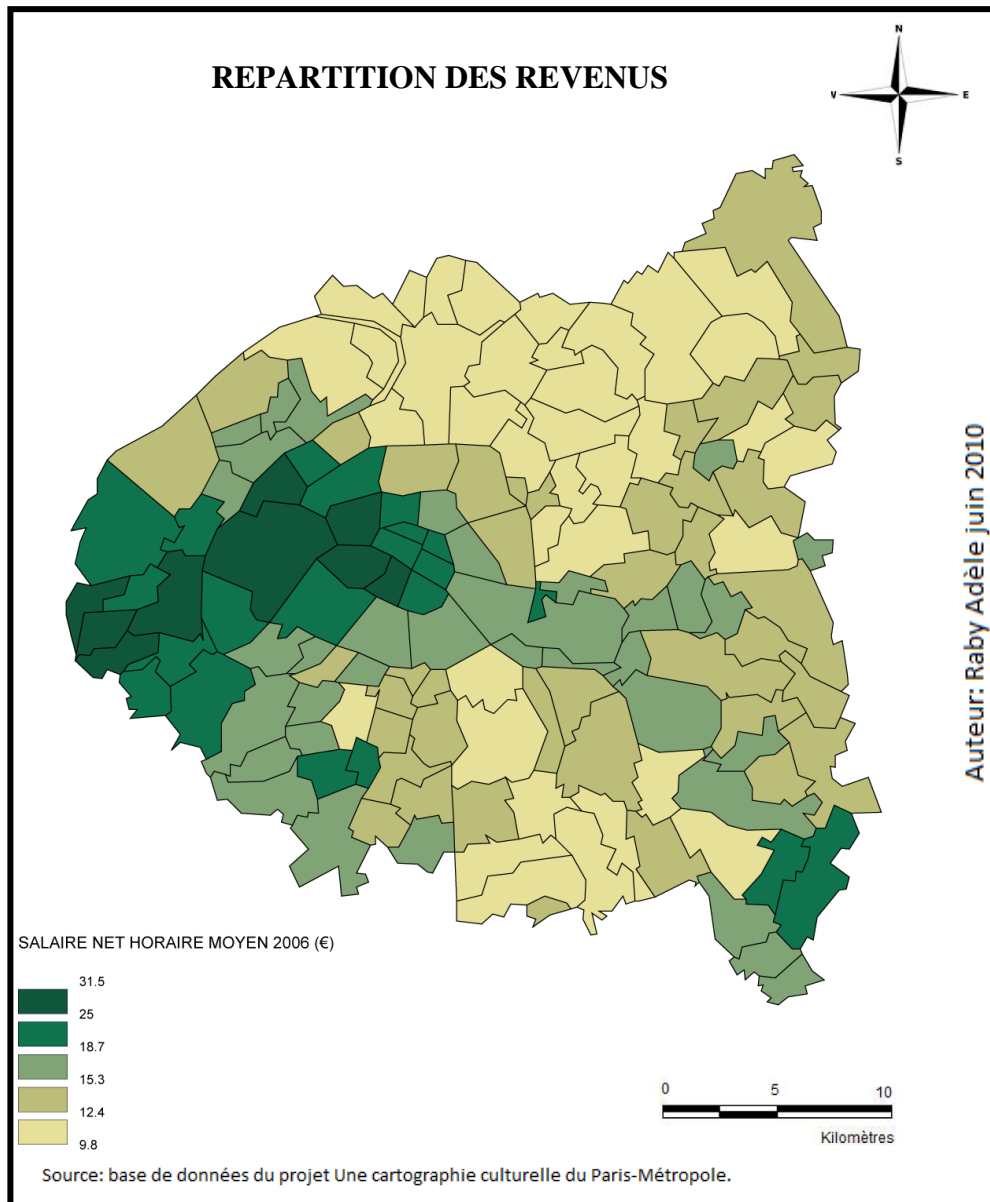 REPARTITION DES REVENUS
N
V
E
S
Auteur: Raby Adèle juin 2010
SALAIRE NET HORAIRE MOYEN 2006 (€)
31.5
25
18.7
15.3
12.4
9.8
0 5 10
Kilomètres
Source: base de données du projet Une cartographie culturelle du Paris-Métropole.